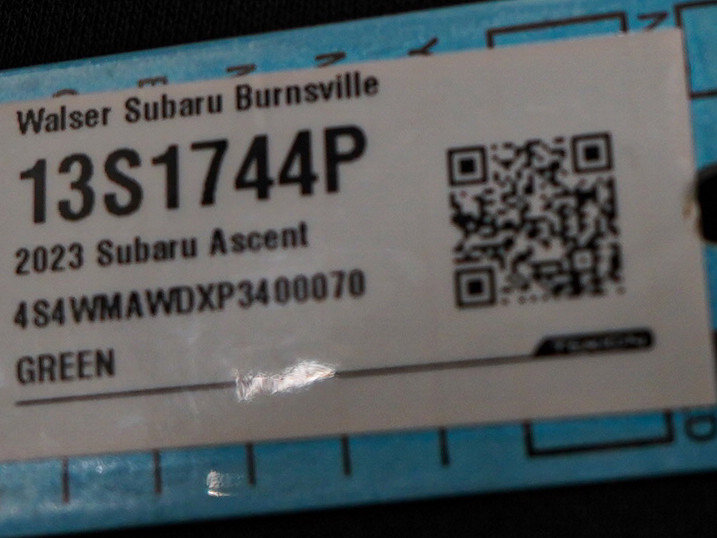 Walser Subaru Burnsville
13S1744P
2023 Subaru Ascent
4S4WMAWDXP3400070
GREEN